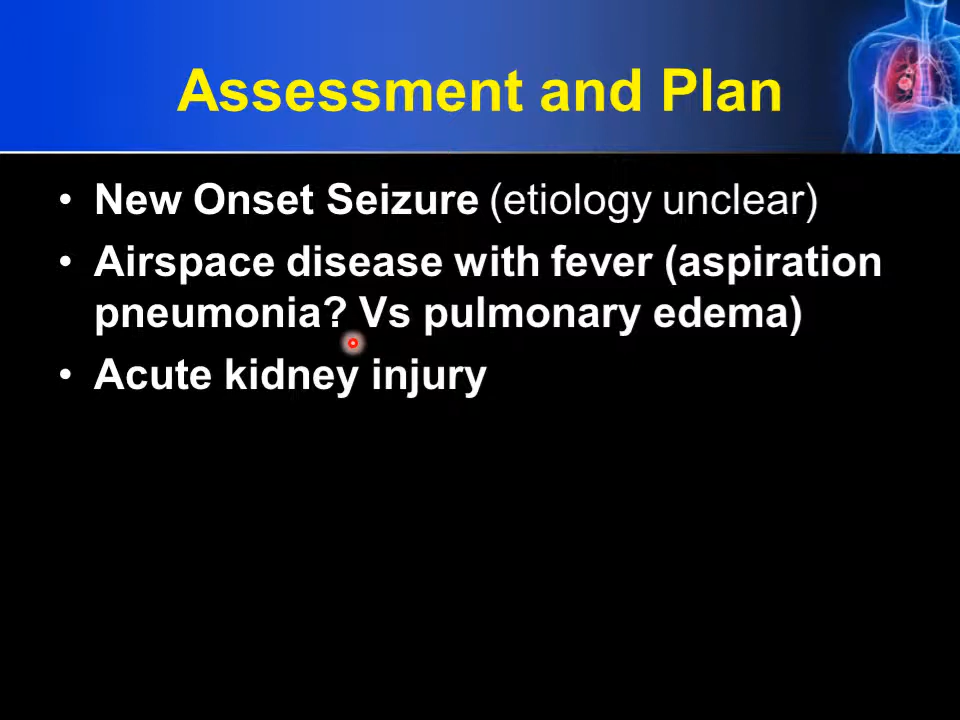 Assessment and Plan
• New Onset Seizure (etiology unclear)
• Airspace disease with fever (aspiration
pneumonia? Vs pulmonary edema)
• Acute kidney injury